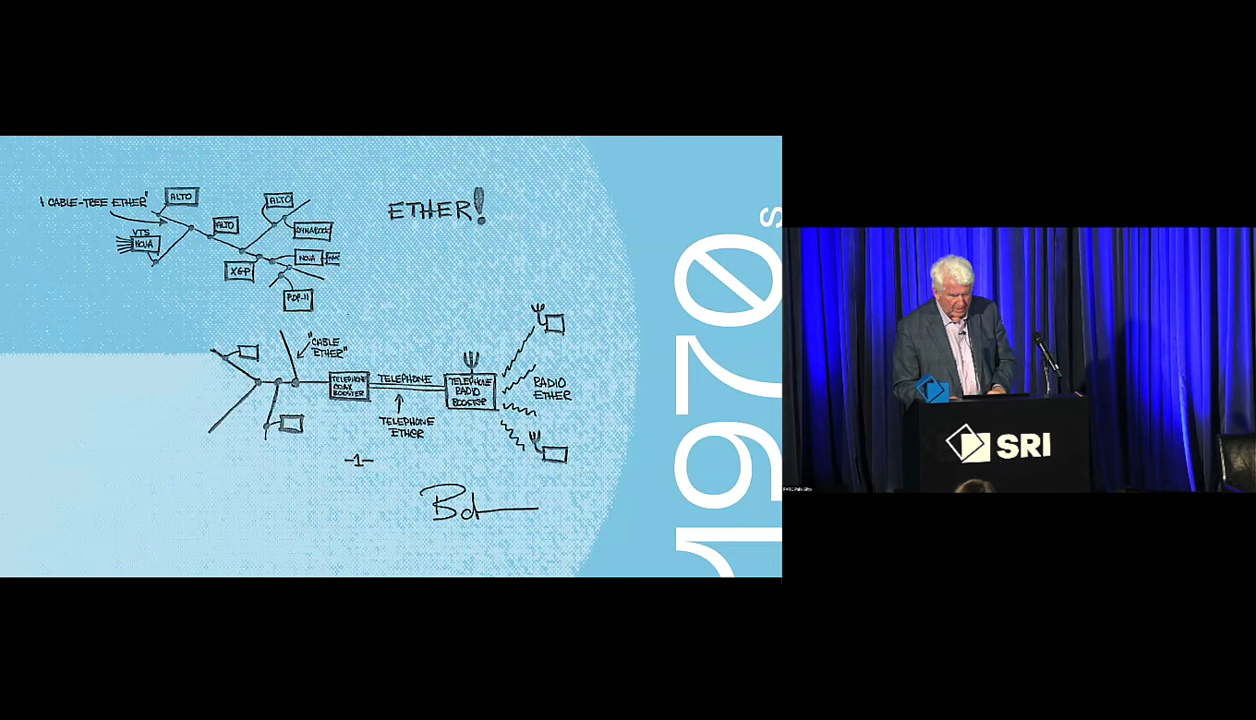 "CABLE-TREE ETHER"
ALTO
ALTO
ETHER!
ALTO
VTS
NOVA
DYNABOOK
NOVA
XGP
PDP-11
"CABLE
ETHER"
TELEPHONE
COAX
BOOSTER
TELEPHONE
TELEPHONE
ETHER
TELEPHONE
RADIO
BOOSTER
RADIO
ETHER
-1-
Bob
1970s
SRI